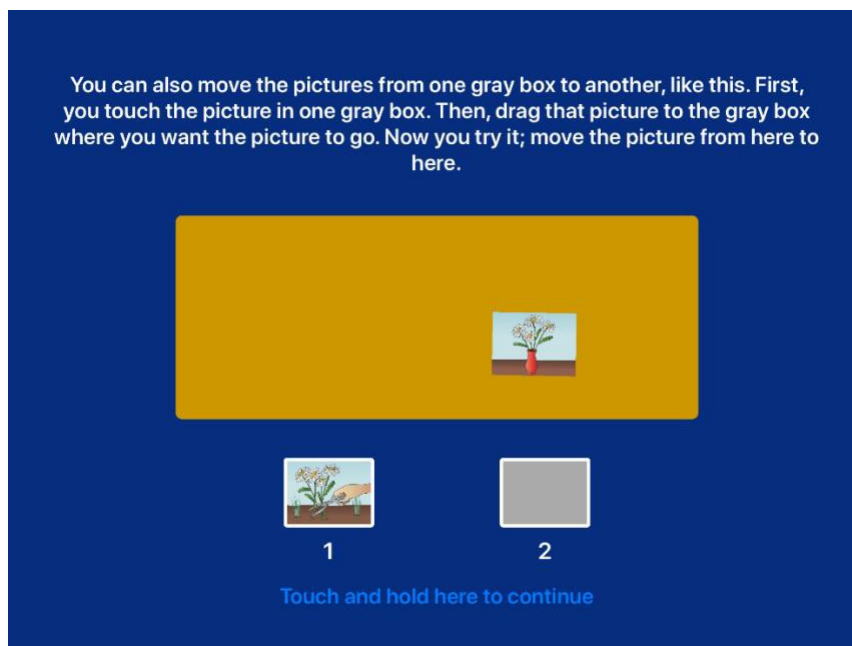 You can also move the pictures from one gray box to another, like this. First,
you touch the picture in one gray box. Then, drag that picture to the gray box
where you want the picture to go. Now you try it; move the picture from here to
here.
1
2
Touch and hold here to continue